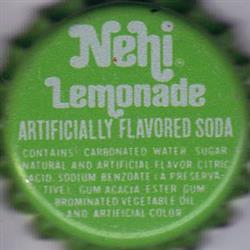 Nehi®
Lemonade
ARTIFICIALLY FLAVORED SODA
CONTAINS: CARBONATED WATER, SUGAR,
NATURAL AND ARTIFICIAL FLAVOR, CITRIC
ACID, SODIUM BENZOATE (A PRESERVA-
TIVE), GUM ACACIA, ESTER GUM,
BROMINATED VEGETABLE OIL
AND ARTIFICIAL COLOR